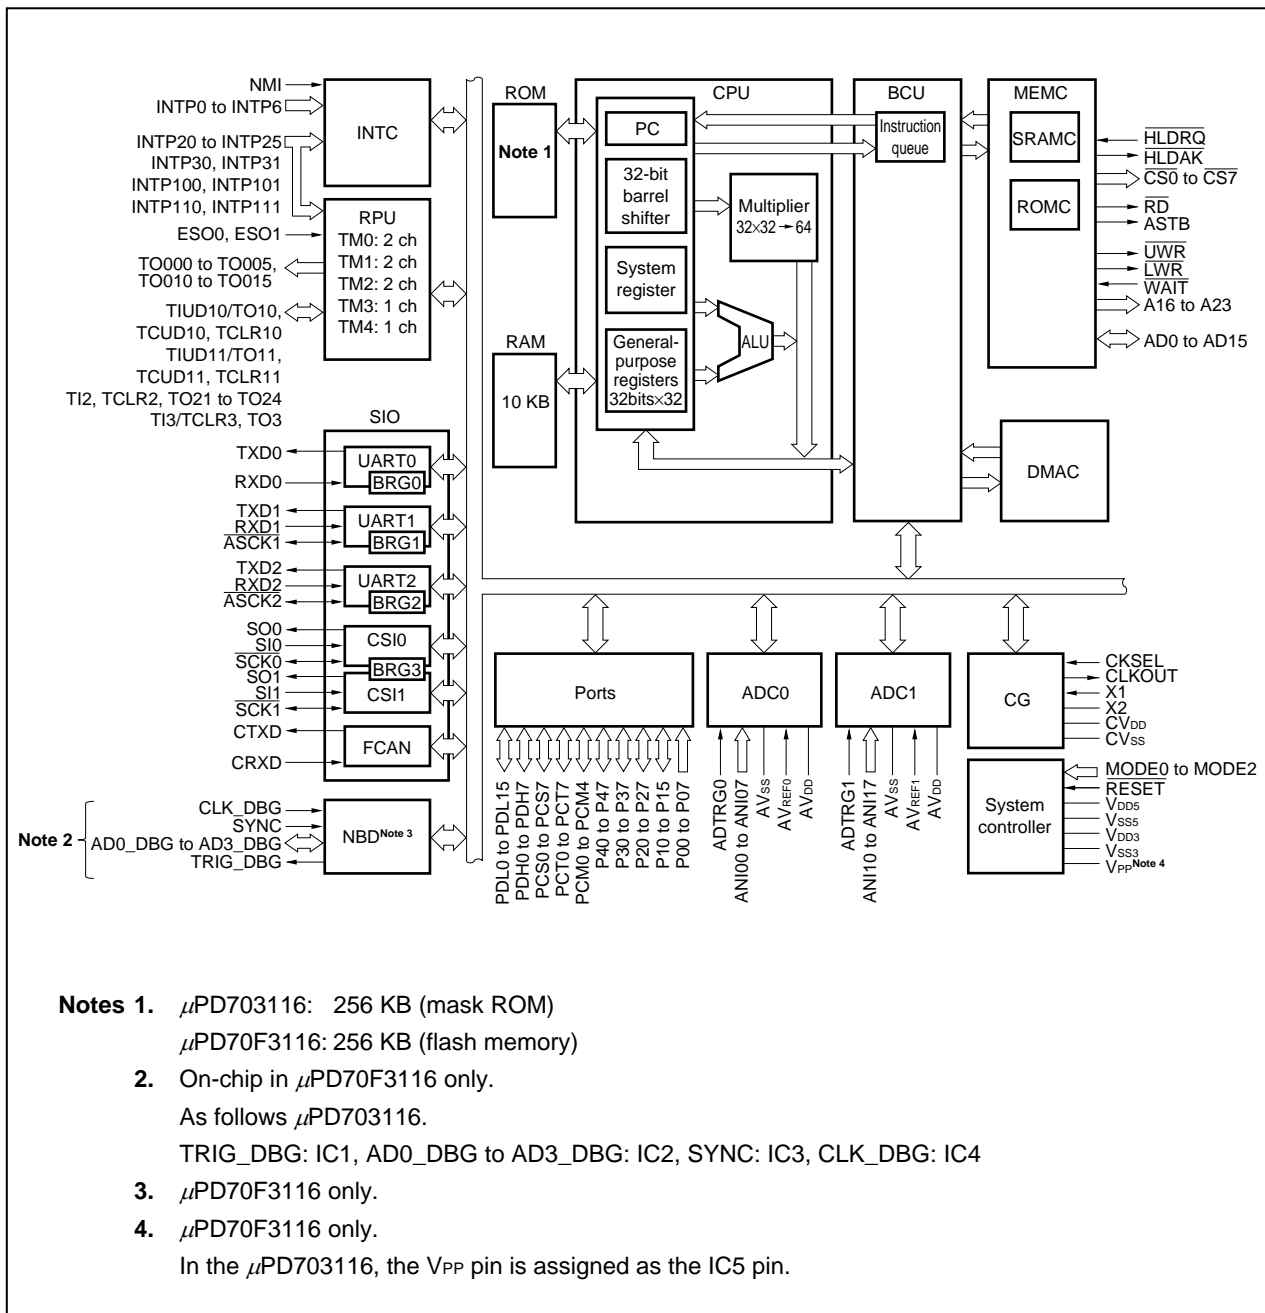 NMI
INTP0 to INTP6
INTP20 to INTP25
INTP30, INTP31
INTP100, INTP101
INTP110, INTP111
ESO0, ESO1
TO000 to TO005,
TO010 to TO015
TIUD10/TO10,
TCUD10, TCLR10
TIUD11/TO11,
TCUD11, TCLR11
TI2, TCLR2, TO21 to TO24
TI3/TCLR3, TO3
INTC
RPU
TM0: 2 ch
TM1: 2 ch
TM2: 2 ch
TM3: 1 ch
TM4: 1 ch
SIO
TXD0
RXD0
UART0
BRG0
TXD1
RXD1
ASCK1
UART1
BRG1
TXD2
RXD2
ASCK2
UART2
BRG2
SO0
SI0
SCK0
CSI0
BRG3
SO1
SI1
SCK1
CSI1
CTXD
CRXD
FCAN
Note 2
CLK_DBG
SYNC
AD0_DBG to AD3_DBG
TRIG_DBG
NBD Note 3
ROM
Note 1
RAM
10 KB
CPU
PC
32-bit
barrel
shifter
System
register
General-
purpose
registers
32bits×32
Multiplier
32×32→64
ALU
BCU
Instruction
queue
MEMC
SRAMC
ROMC
HLDRQ
HLDAK
CS0 to CS7
RD
ASTB
UWR
LWR
WAIT
A16 to A23
AD0 to AD15
DMAC
Ports
PDL0 to PDL15
PDH0 to PDH7
PCS0 to PCS7
PCT0 to PCT7
PCM0 to PCM4
P40 to P47
P30 to P37
P20 to P27
P10 to P15
P00 to P07
ADC0
ADTRG0
ANI00 to ANI07
AVSS
AVREF0
AVDD
ADC1
ADTRG1
ANI10 to ANI17
AVSS
AVREF1
AVDD
CG
CKSEL
CLKOUT
X1
X2
CVDD
CVSS
System
controller
MODE0 to MODE2
RESET
VDD5
VSS5
VDD3
VSS3
VPP Note 4
Notes 1. μPD703116: 256 KB (mask ROM)
μPD70F3116: 256 KB (flash memory)
2. On-chip in μPD70F3116 only.
As follows μPD703116.
TRIG_DBG: IC1, AD0_DBG to AD3_DBG: IC2, SYNC: IC3, CLK_DBG: IC4
3. μPD70F3116 only.
4. μPD70F3116 only.
In the μPD703116, the VPP pin is assigned as the IC5 pin.